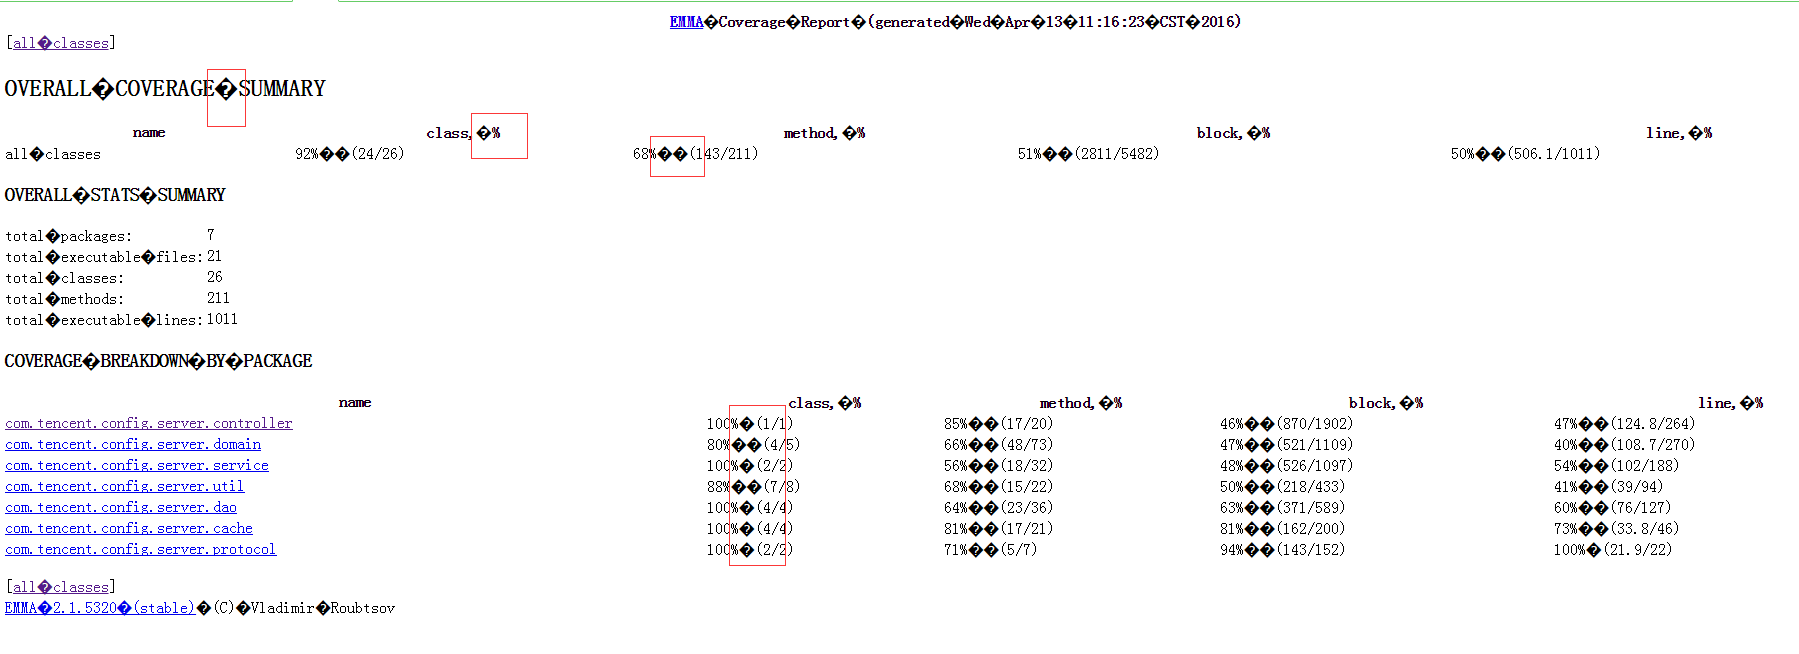 EMMA�Coverage�Report�(generated�Wed�Apr�13�11:16:23�CST�2016)
[all�classes]
OVERALL�COVERAGE�SUMMARY
name class,�% method,�% block,�% line,�%
all�classes 92%��(24/26) 68%��(143/211) 51%��(2811/5482) 50%��(506.1/1011)
OVERALL�STATS�SUMMARY
total�packages: 7
total�executable�files: 21
total�classes: 26
total�methods: 211
total�executable�lines: 1011
COVERAGE�BREAKDOWN�BY�PACKAGE
name class,�% method,�% block,�% line,�%
com.tencent.config.server.controller 100%�(1/1) 85%��(17/20) 46%��(870/1902) 47%��(124.8/264)
com.tencent.config.server.domain 80%��(4/5) 66%��(48/73) 47%��(521/1109) 40%��(108.7/270)
com.tencent.config.server.service 100%�(2/2) 56%��(18/32) 48%��(526/1097) 54%��(102/188)
com.tencent.config.server.util 88%��(7/8) 68%��(15/22) 50%��(218/433) 41%��(39/94)
com.tencent.config.server.dao 100%�(4/4) 64%��(23/36) 63%��(371/589) 60%��(76/127)
com.tencent.config.server.cache 100%�(4/4) 81%��(17/21) 81%��(162/200) 73%��(33.8/46)
com.tencent.config.server.protocol 100%�(2/2) 71%��(5/7) 94%��(143/152) 100%�(21.9/22)
[all�classes]
EMMA�2.1.5320�(stable)�(C)�Vladimir�Roubtsov